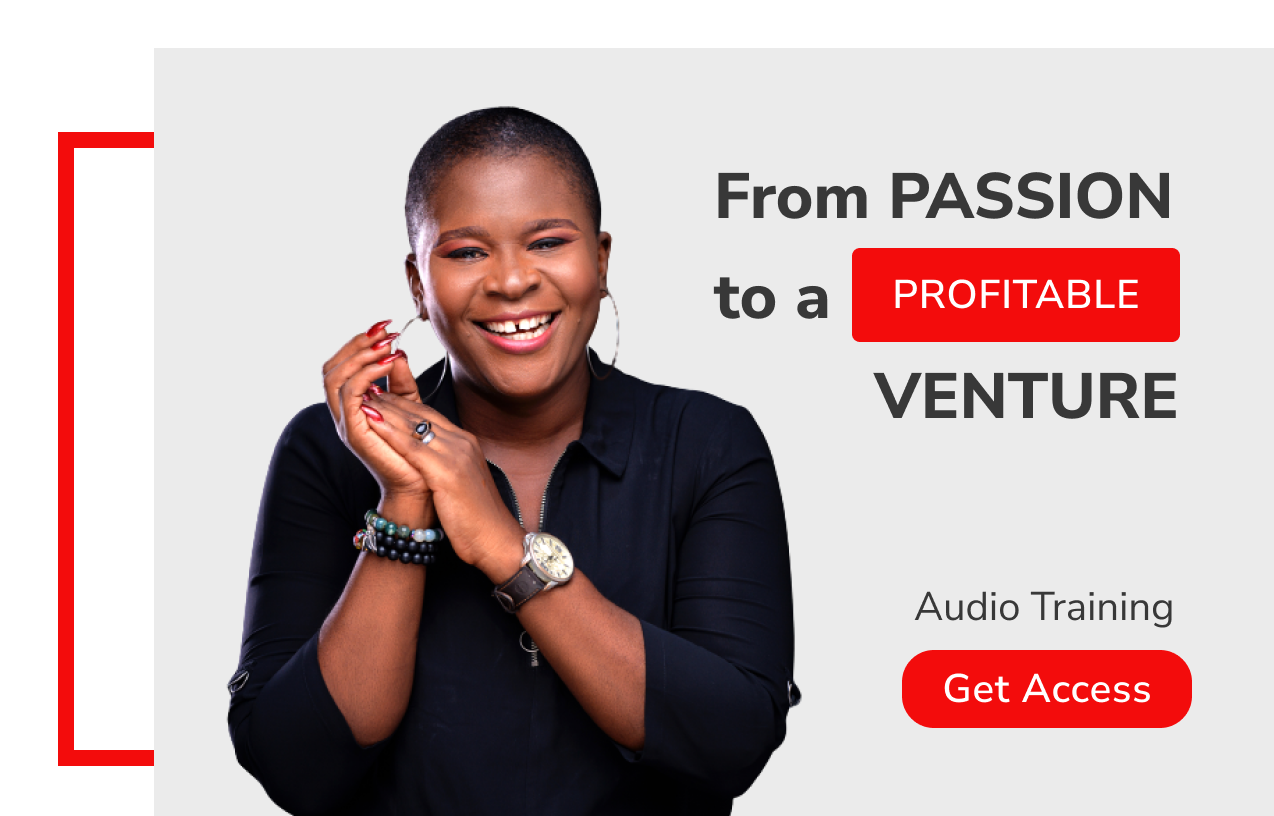 From PASSION
to a PROFITABLE
VENTURE
Audio Training
Get Access